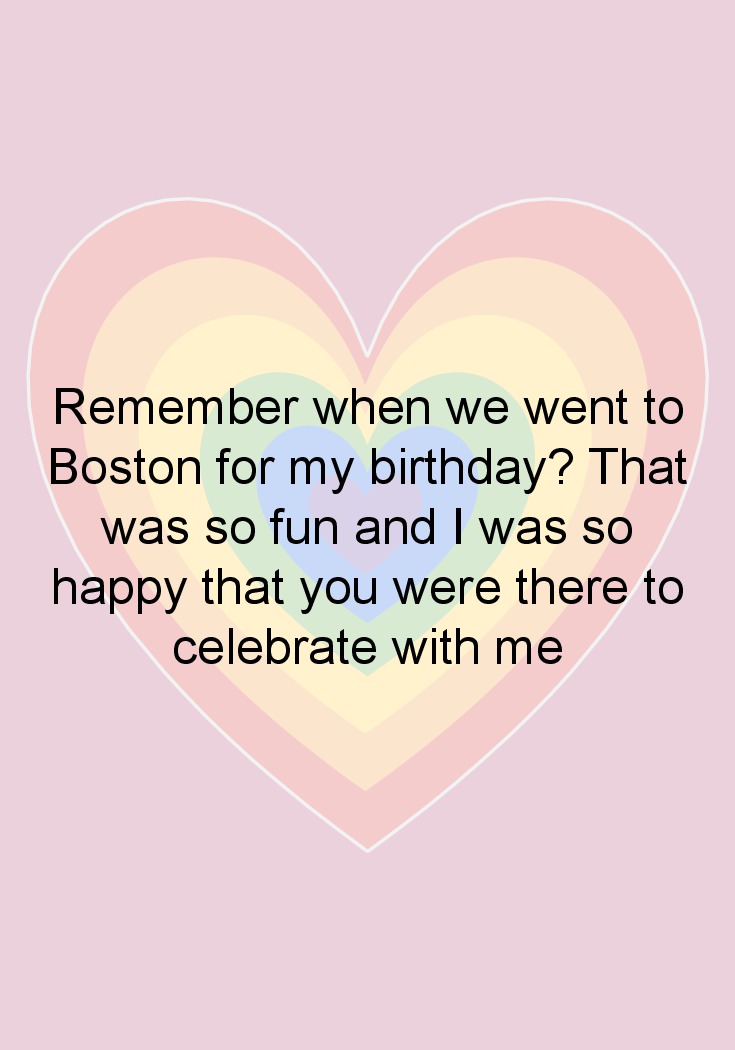 Remember when we went to
Boston for my birthday? That
was so fun and I was so
happy that you were there to
celebrate with me